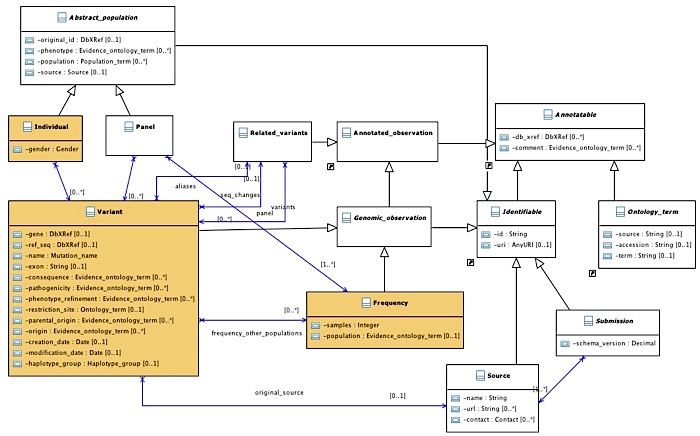 Abstract_population
-original_id : DbXRef [0..1]
-phenotype : Evidence_ontology_term [0..*]
-population : Population_term [0..*]
-source : Source [0..1]
Individual
-gender : Gender
Panel
Related_variants
Annotated_observation
Annotatable
-db_xref : DbXRef [0..*]
-comment : Evidence_ontology_term [0..*]
[0..*]
[0..*]
aliases
[0..1]
seq_changes
variants
[0..*]
panel
Variant
-gene : DbXRef [0..1]
-ref_seq : DbXRef [0..*]
-name : Mutation_name
-exon : String [0..1]
-consequence : Evidence_ontology_term [0..*]
-pathogenicity : Evidence_ontology_term [0..*]
-phenotype_refinement : Evidence_ontology_term [0..*]
-restriction_site : Ontology_term [0..*]
-parental_origin : Evidence_ontology_term [0..*]
-origin : Evidence_ontology_term [0..*]
-creation_date : Date [0..1]
-modification_date : Date [0..*]
-haplotype_group : Haplotype_group [0..1]
Genomic_observation
Identifiable
-id : String
-uri : AnyURI [0..1]
Ontology_term
-source : String [0..1]
-accession : String [0..1]
-term : String [0..1]
[1..*]
Frequency
-samples : Integer
-population : Evidence_ontology_term [0..*]
[0..*]
frequency_other_populations
Submission
-schema_version : Decimal
Source
-name : String
-url : String [0..*]
-contact : Contact [0..*]
[1..*]
original_source
[0..1]